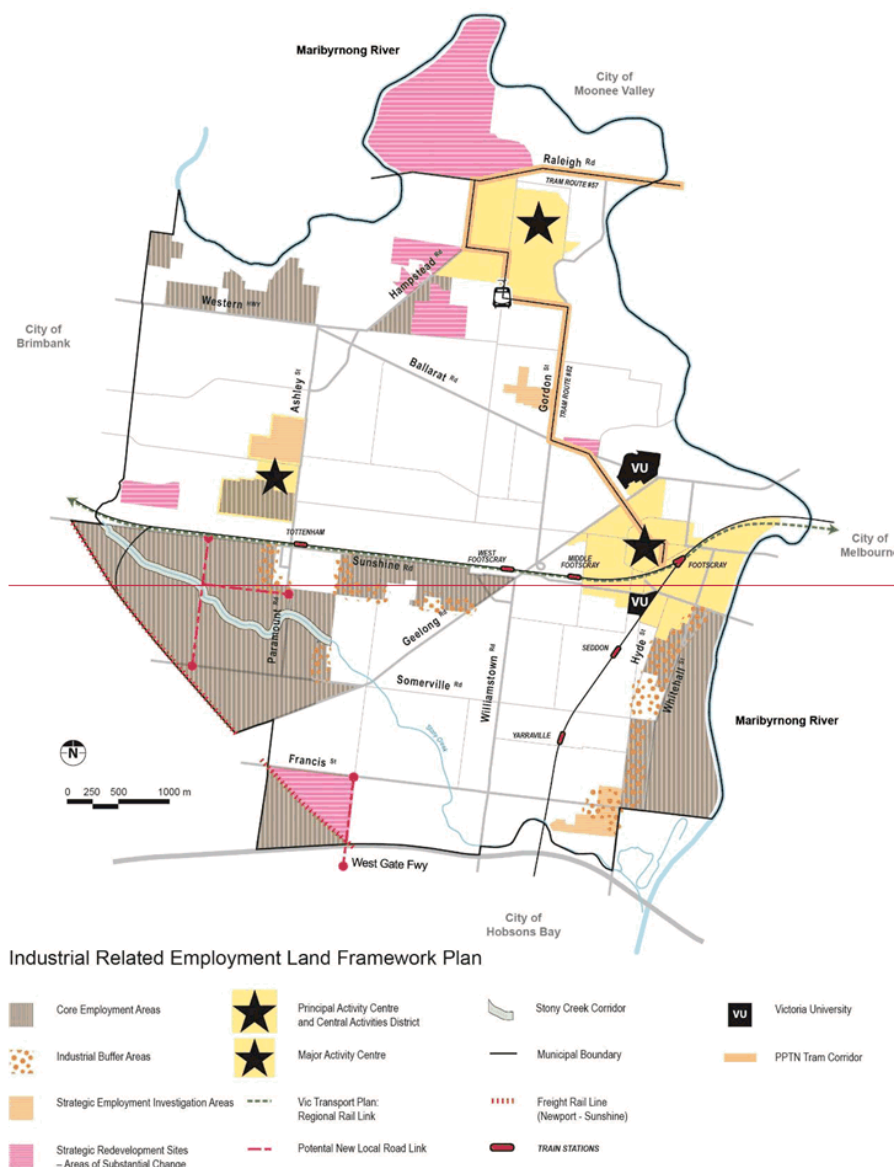 Maribyrnong River
City of
Moonee Valley
Raleigh Rd
TRAM ROUTE #57
Hampstead Rd
Western HWY
City of
Brimbank
Ballarat Rd
Ashley St
Gordon St
TRAM ROUTE #82
VU
TOTTENHAM
WEST
FOOTSCRAY
MIDDLE
FOOTSCRAY
FOOTSCRAY
City of
Melbourne
Sunshine Rd
VU
Paramount Rd
Geelong Rd
Hyde St
SEDDON
Whitehall St
Somerville Rd
Williamstown Rd
Maribyrnong River
YARRAVILLE
Stony Creek
N
Francis St
0 250 500 1000 m
West Gate Fwy
City of
Hobsons Bay
Industrial Related Employment Land Framework Plan
Core Employment Areas
Principal Activity Centre
and Central Activities District
Stony Creek Corridor
VU
Victoria University
Industrial Buffer Areas
Major Activity Centre
Municipal Boundary
PPTN Tram Corridor
Strategic Employment Investigation Areas
Vic Transport Plan:
Regional Rail Link
Freight Rail Line
(Newport - Sunshine)
Strategic Redevelopment Sites
– Areas of Substantial Change
Potental New Local Road Link
TRAIN STATIONS